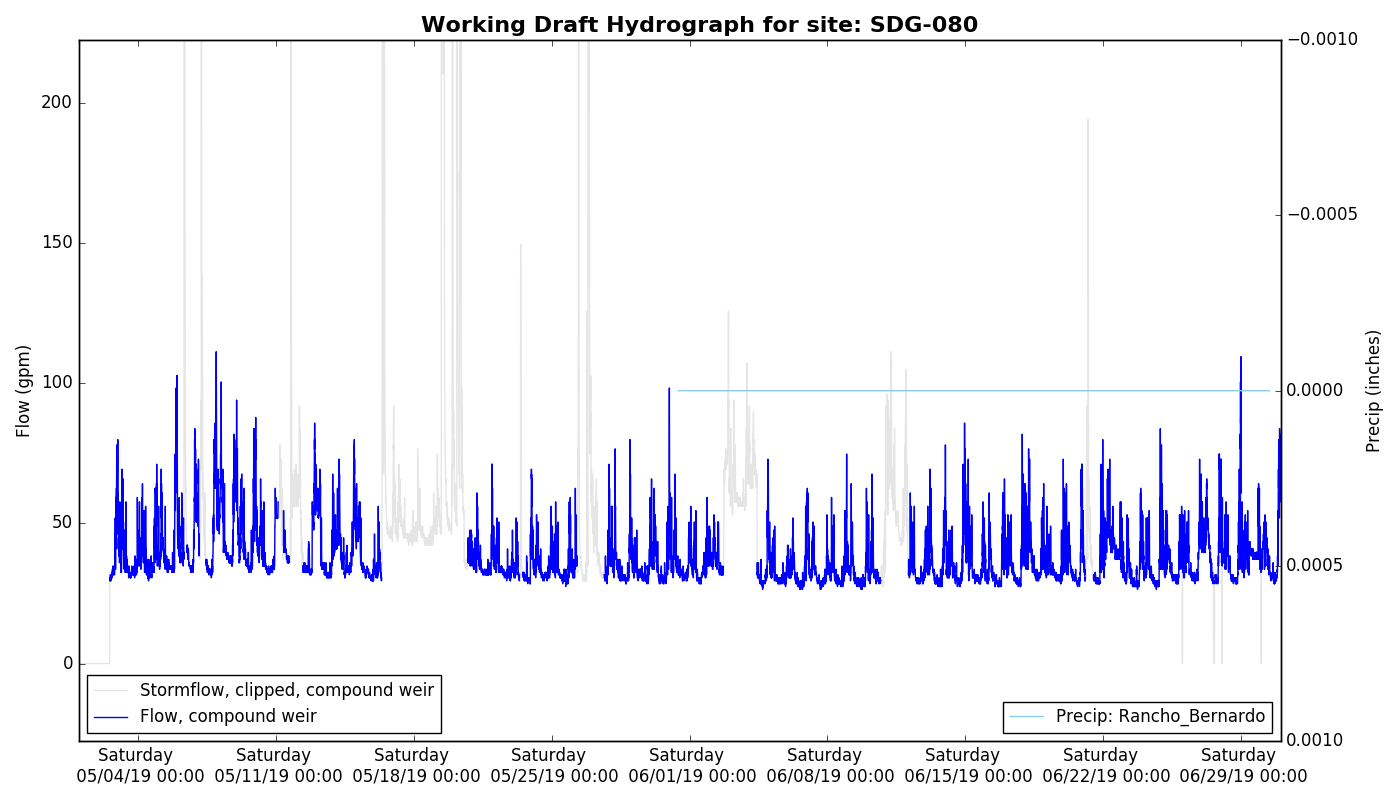 Working Draft Hydrograph for site: SDG-080
200
150
100
50
0
Flow (gpm)
−0.0010
−0.0005
0.0000
0.0005
0.0010
Precip (inches)
Stormflow, clipped, compound weir
Flow, compound weir
Precip: Rancho_Bernardo
Saturday
05/04/19 00:00
Saturday
05/11/19 00:00
Saturday
05/18/19 00:00
Saturday
05/25/19 00:00
Saturday
06/01/19 00:00
Saturday
06/08/19 00:00
Saturday
06/15/19 00:00
Saturday
06/22/19 00:00
Saturday
06/29/19 00:00